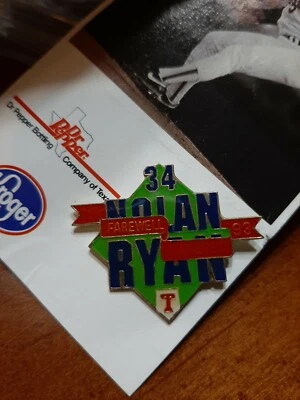 Dr Pepper
Dr Pepper Bottling
Company of Texas
Kroger
34
NOLAN
FAREWELL
93
RYAN
T